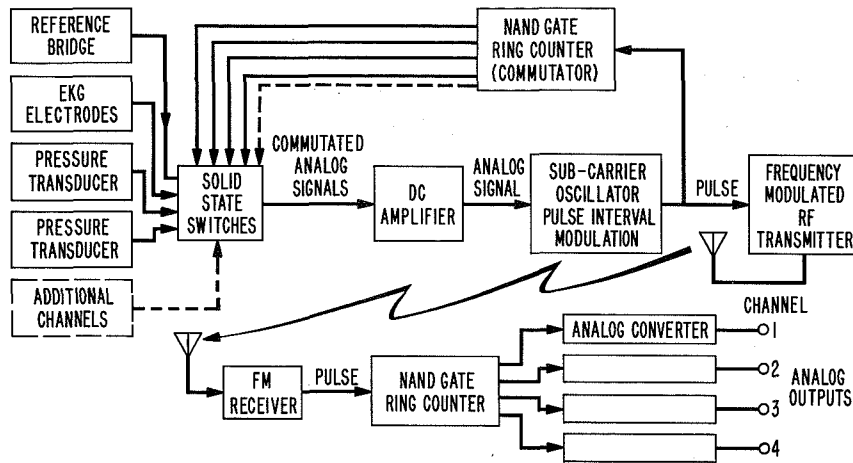 REFERENCE
BRIDGE
EKG
ELECTRODES
PRESSURE
TRANSDUCER
PRESSURE
TRANSDUCER
ADDITIONAL
CHANNELS
SOLID
STATE
SWITCHES
NAND GATE
RING COUNTER
(COMMUTATOR)
COMMUTATED
ANALOG
SIGNALS
DC
AMPLIFIER
ANALOG
SIGNAL
SUB-CARRIER
OSCILLATOR
PULSE INTERVAL
MODULATION
PULSE
FREQUENCY
MODULATED
RF
TRANSMITTER
FM
RECEIVER
PULSE
NAND GATE
RING COUNTER
ANALOG CONVERTER
CHANNEL
1
2
3
4
ANALOG
OUTPUTS